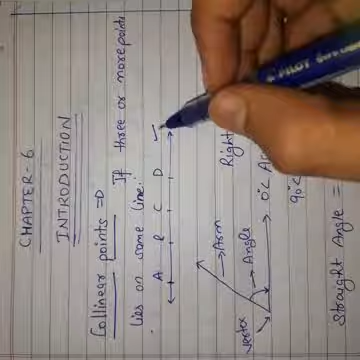 CHAPTER-6
INTRODUCTION
Collinear points ⇒
If three or more points
lies on same line.
A B C D
Arm
Angle
Vertex
Right
0°<
90°<
Straight Angle =
PILOT